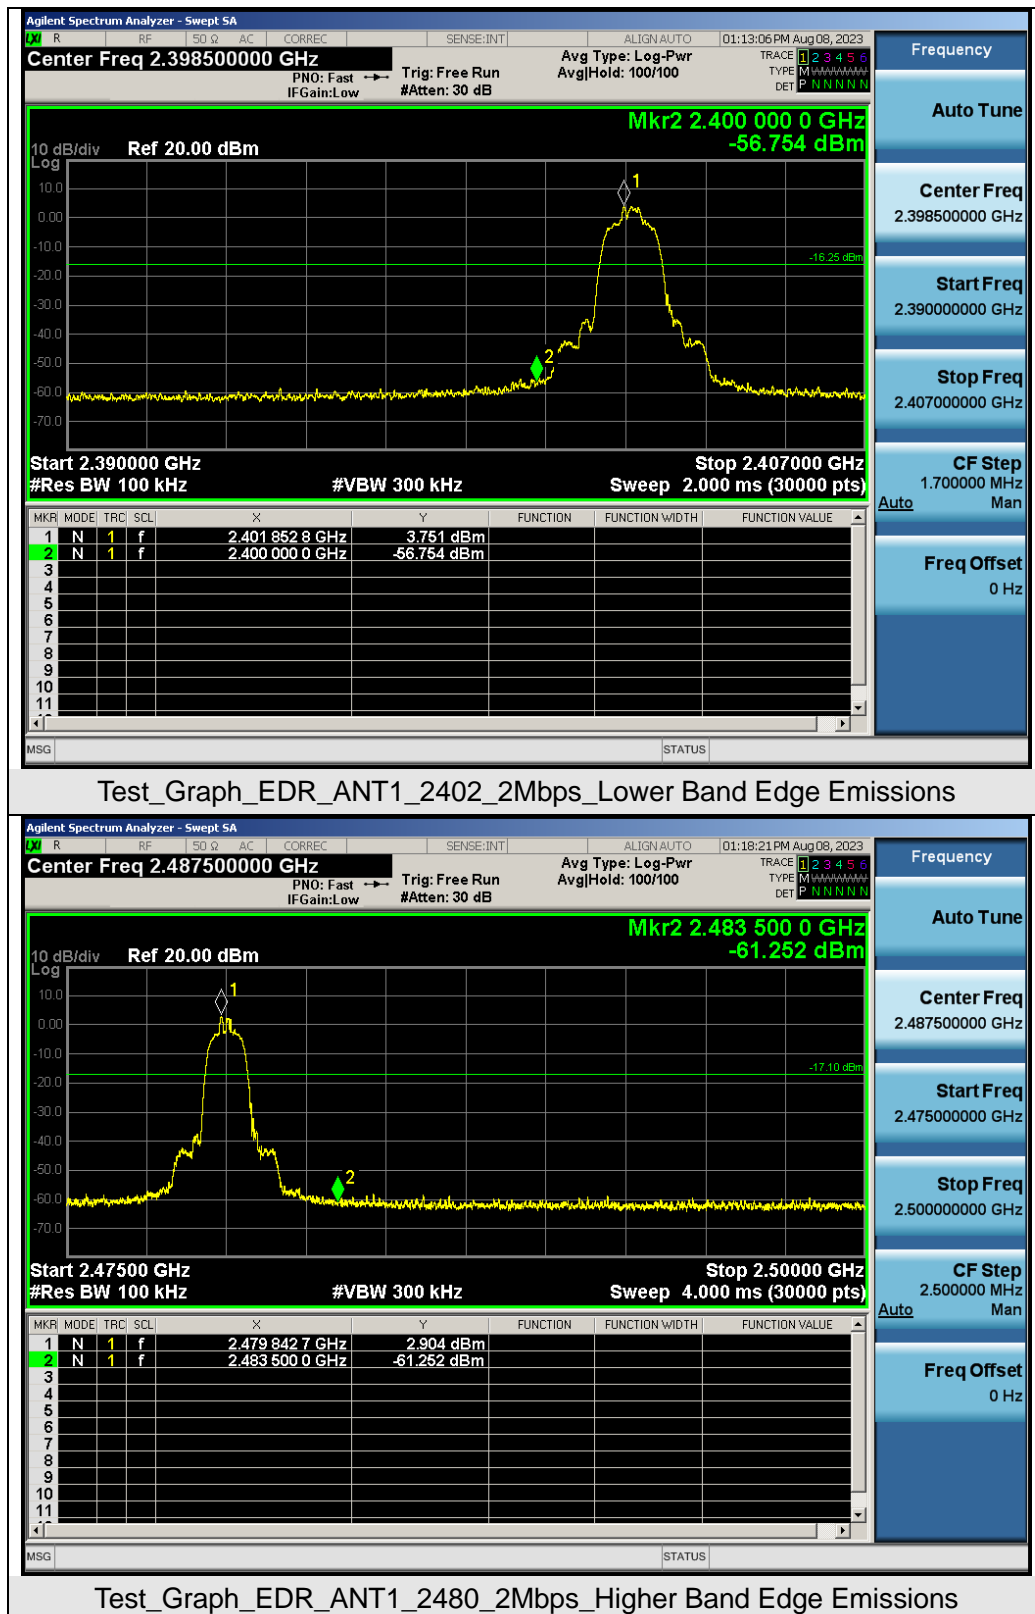 Agilent Spectrum Analyzer - Swept SA
LXI R RF 50 Ω AC CORREC SENSE:INT ALIGN AUTO 01:13:06 PM Aug 08, 2023
Center Freq 2.398500000 GHz
PNO: Fast
IFGain:Low
Trig: Free Run
#Atten: 30 dB
Avg Type: Log-Pwr
Avg|Hold: 100/100
TRACE 1 2 3 4 5 6
TYPE M WWWWW
DET P N N N N N
Mkr2 2.400 000 0 GHz
-56.754 dBm
10 dB/div Ref 20.00 dBm
Log
10.0
0.00
-10.0
-20.0
-30.0
-40.0
-50.0
-60.0
-70.0
1
-16.25 dBm
2
Start 2.390000 GHz Stop 2.407000 GHz
#Res BW 100 kHz #VBW 300 kHz Sweep 2.000 ms (30000 pts)
MKR MODE TRC SCL X Y FUNCTION FUNCTION WIDTH FUNCTION VALUE
1 N 1 f 2.401 852 8 GHz 3.751 dBm
2 N 1 f 2.400 000 0 GHz -56.754 dBm
3
4
5
6
7
8
9
10
11
MSG STATUS
Frequency
Auto Tune
Center Freq
2.398500000 GHz
Start Freq
2.390000000 GHz
Stop Freq
2.407000000 GHz
CF Step
1.700000 MHz
Auto Man
Freq Offset
0 Hz
Test_Graph_EDR_ANT1_2402_2Mbps_Lower Band Edge Emissions
Agilent Spectrum Analyzer - Swept SA
LXI R RF 50 Ω AC CORREC SENSE:INT ALIGN AUTO 01:18:21 PM Aug 08, 2023
Center Freq 2.487500000 GHz
PNO: Fast
IFGain:Low
Trig: Free Run
#Atten: 30 dB
Avg Type: Log-Pwr
Avg|Hold: 100/100
TRACE 1 2 3 4 5 6
TYPE M WWWWW
DET P N N N N N
Mkr2 2.483 500 0 GHz
-61.252 dBm
10 dB/div Ref 20.00 dBm
Log
10.0
0.00
-10.0
-20.0
-30.0
-40.0
-50.0
-60.0
-70.0
1
-17.10 dBm
2
Start 2.47500 GHz Stop 2.50000 GHz
#Res BW 100 kHz #VBW 300 kHz Sweep 4.000 ms (30000 pts)
MKR MODE TRC SCL X Y FUNCTION FUNCTION WIDTH FUNCTION VALUE
1 N 1 f 2.479 842 7 GHz 2.904 dBm
2 N 1 f 2.483 500 0 GHz -61.252 dBm
3
4
5
6
7
8
9
10
11
MSG STATUS
Frequency
Auto Tune
Center Freq
2.487500000 GHz
Start Freq
2.475000000 GHz
Stop Freq
2.500000000 GHz
CF Step
2.500000 MHz
Auto Man
Freq Offset
0 Hz
Test_Graph_EDR_ANT1_2480_2Mbps_Higher Band Edge Emissions